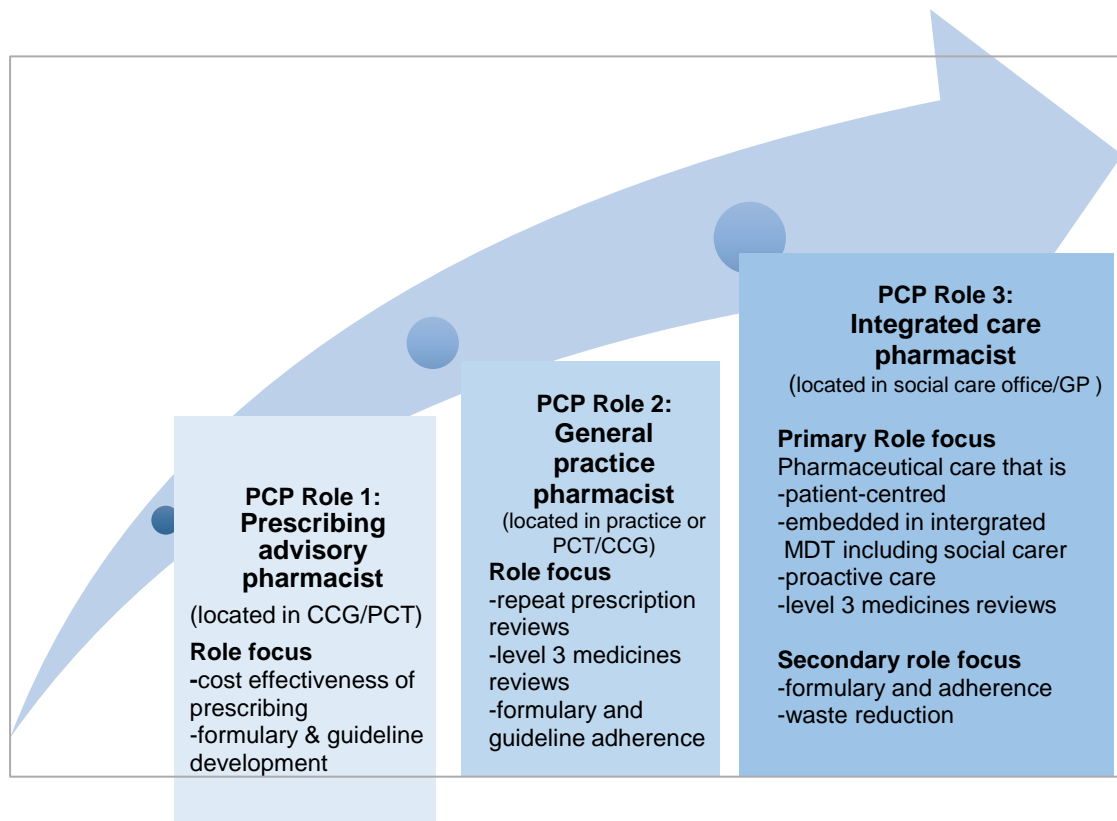 PCP Role 1:
Prescribing
advisory
pharmacist
(located in CCG/PCT)
Role focus
-cost effectiveness of
prescribing
-formulary & guideline
development
PCP Role 2:
General
practice
pharmacist
(located in practice or
PCT/CCG)
Role focus
-repeat prescription
reviews
-level 3 medicines
reviews
-formulary and
guideline adherence
PCP Role 3:
Integrated care
pharmacist
(located in social care office/GP )
Primary Role focus
Pharmaceutical care that is
-patient-centred
-embedded in intergrated
MDT including social carer
-proactive care
-level 3 medicines reviews
Secondary role focus
-formulary and adherence
-waste reduction